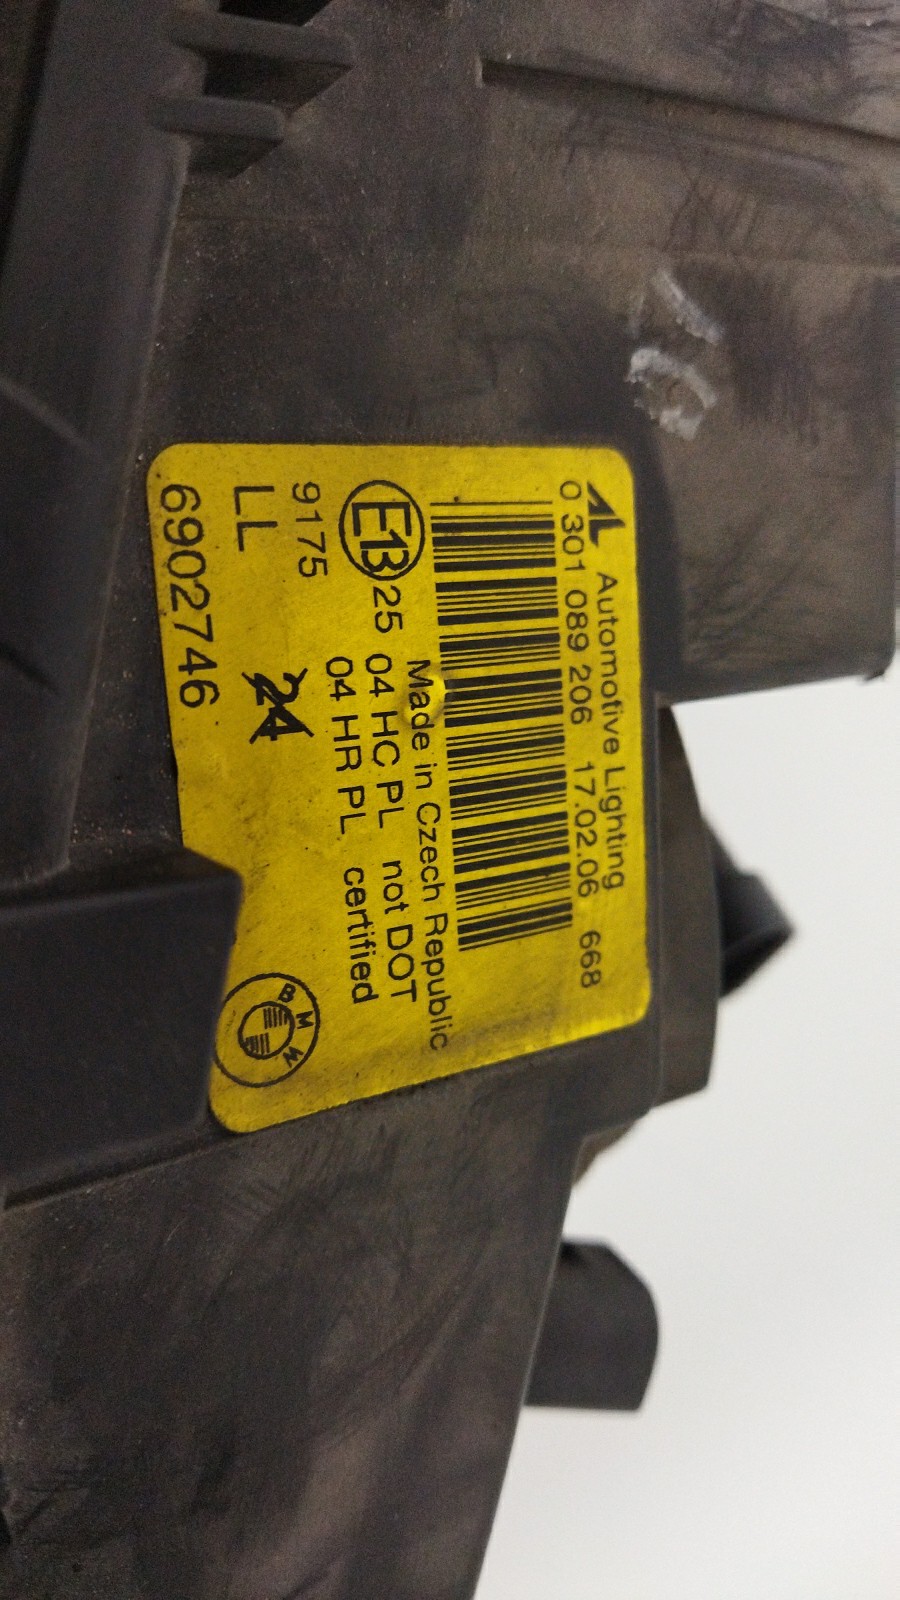 AL Automotive Lighting
0 301 089 206 17.02.06 668
Made in Czech Republic
E13 25 04 HC PL not DOT
04 HR PL certified
9175
LL 24
6902746
BMW